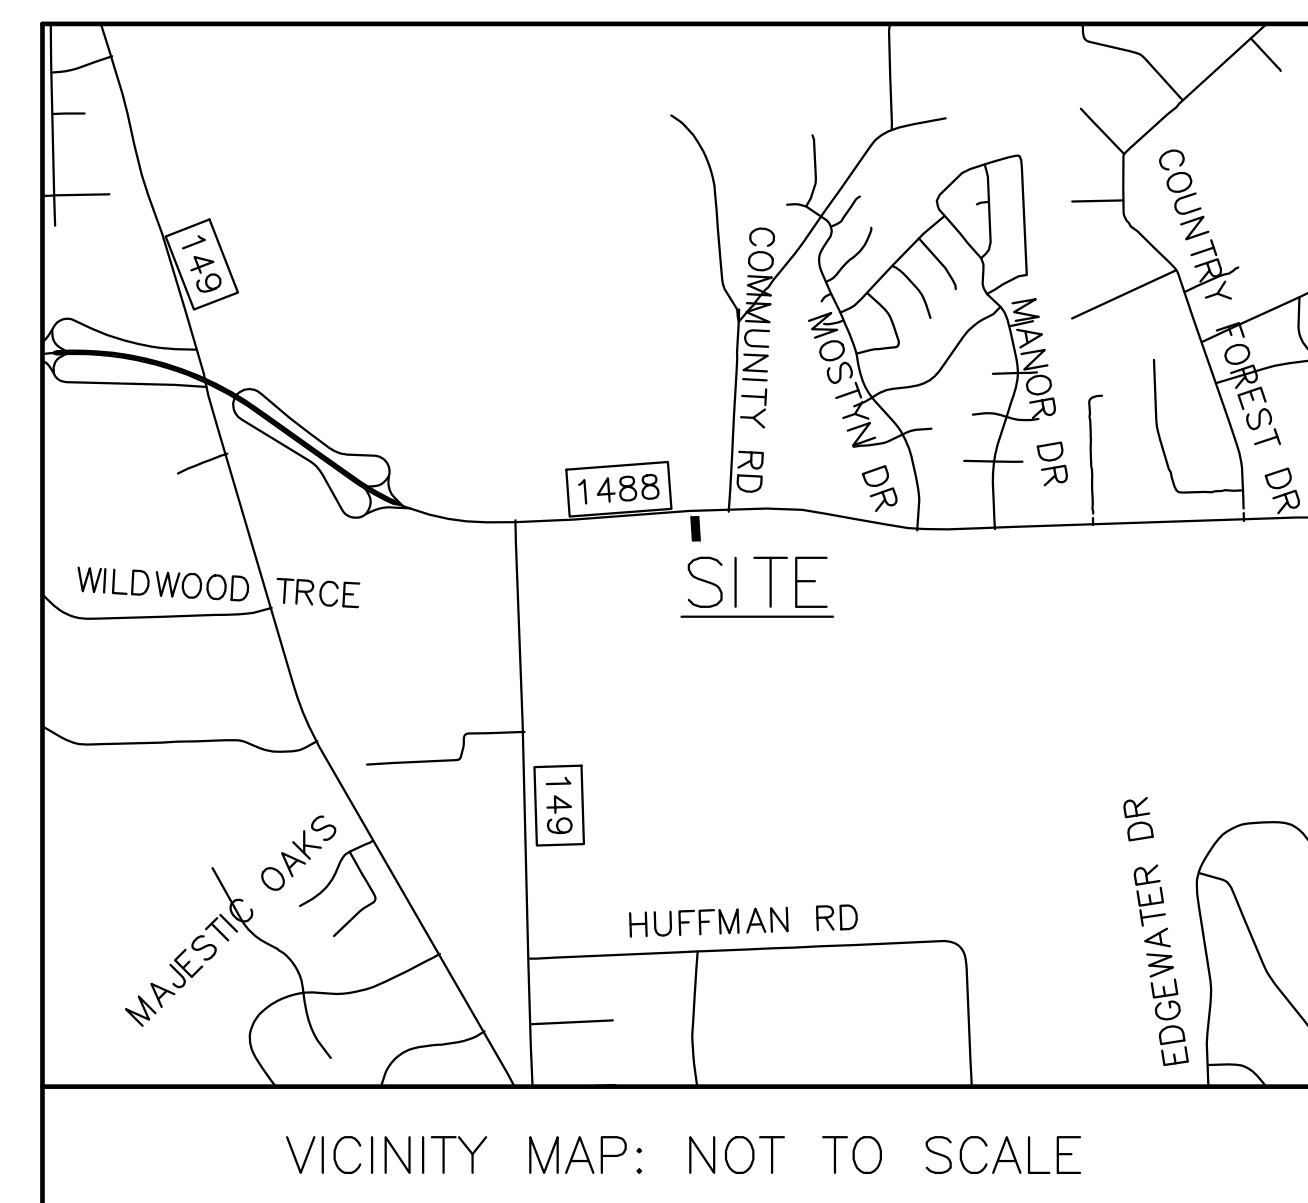 149
COMMUNITY RD
MOSTYN DR
MANOR DR
COUNTRY FOREST DR
1488
SITE
WILDWOOD TRCE
149
MAJESTIC OAKS
HUFFMAN RD
EDGEWATER DR
VICINITY MAP: NOT TO SCALE